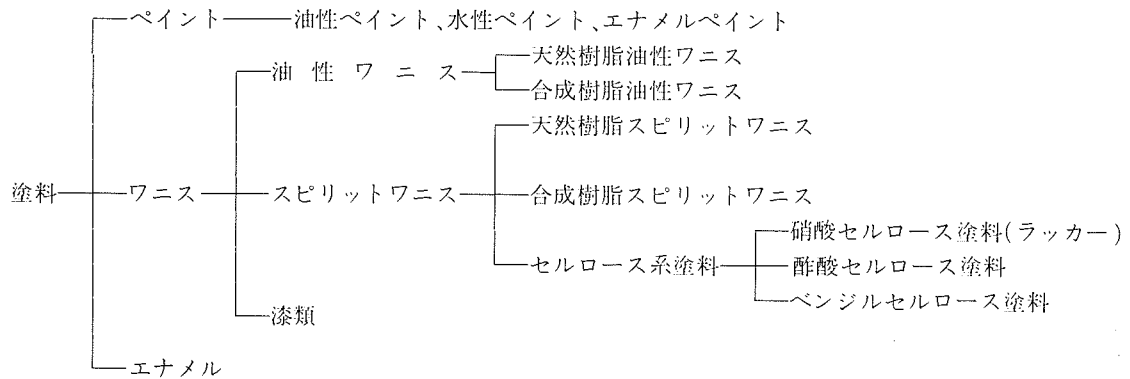 ペイント 油性ペイント、水性ペイント、エナメルペイント
天然樹脂油性ワニス
油性ワニス
合成樹脂油性ワニス
天然樹脂スピリットワニス
塗料 ワニス スピリットワニス 合成樹脂スピリットワニス
硝酸セルロース塗料(ラッカー)
セルロース系塗料 酢酸セルロース塗料
ベンジルセルロース塗料
漆類
エナメル